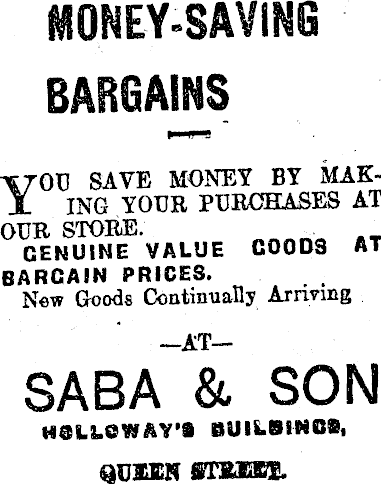 MONEY-SAVING
BARGAINS
YOU SAVE MONEY BY MAK-
ING YOUR PURCHASES AT
OUR STORE.
GENUINE VALUE GOODS AT
BARGAIN PRICES.
New Goods Continually Arriving
—AT—
SABA & SON
HOLLOWAY'S BUILDINGS,
QUEEN STREET.